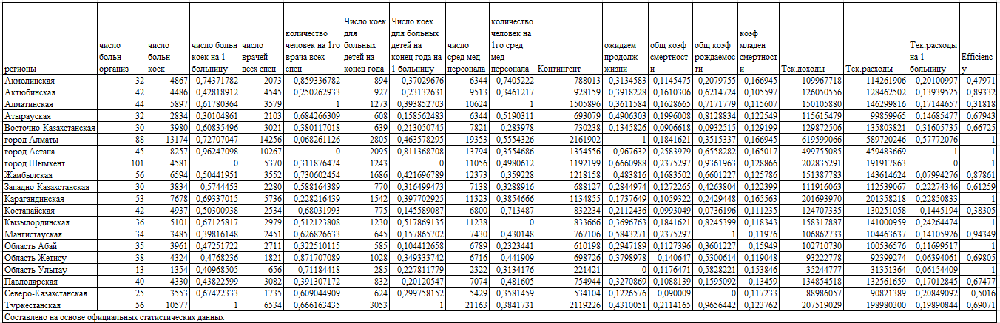 регионы число больн организ число больн коек число больн коек на 1 больницу число врачей всех спец количество человек на 1го врача всех спец Число коек для больных детей на конец года Число коек для больных детей на конец года на 1 больницу число сред мед персонала количество человек на 1го сред мед персонала Контингент ожидаем продолж жизни общ коэф смертност и общ коэф рождаемос ти коэф младен смертност и Тек.доходы Тек.расходы Тек.расходы на 1 больницу Efficienc y
Акмолинская 32 4867 0,74371782 2073 0,859336782 894 0,37029676 6344 0,7405222 788013 0,3134583 0,1145475 0,2079755 0,166945 109967718 114261906 0,20100997 0,47971
Актюбинская 42 4486 0,42818912 4545 0,250262933 927 0,23132631 9513 0,3461217 928159 0,3918228 0,1610306 0,6214724 0,105597 126050556 128462502 0,13939525 0,89332
Алматинская 44 5897 0,61780364 3579 1 1273 0,393852703 10624 1 1505896 0,3611584 0,1628665 0,7171779 0,115607 150105880 146299816 0,17144657 0,31818
Атырауская 32 2834 0,30104861 2103 0,684266309 608 0,158562483 6344 0,5190311 693079 0,4906303 0,1996008 0,8128834 0,122549 115615479 99859965 0,14685477 0,67943
Восточно-Казахстанская 30 3980 0,60835496 3021 0,380117018 639 0,213050745 7821 0,283978 730238 0,1345826 0,0906618 0,0932515 0,129199 129872506 135803821 0,31605735 0,66725
город Алматы 88 13174 0,72707047 14256 0,068261126 2805 0,463578295 19353 0,5554326 2161902 1 0,1841621 0,3515337 0,166945 619599066 589720246 0,57772076 1
город Астана 45 8257 0,96247098 10267 0 2095 0,811368708 13794 0,3554686 1354556 0,967632 0,2583979 0,6558282 0,165017 499755085 459483669 1 1
город Шымкент 101 4581 0 5370 0,311876474 1243 0 11056 0,4980612 1192199 0,6660988 0,2375297 0,9361963 0,128866 202835291 191917863 0 1
Жамбылская 56 6594 0,50441951 3552 0,730602454 1686 0,421696789 12373 0,359228 1218158 0,483816 0,1683502 0,6601227 0,125786 151387783 143614624 0,07994276 0,87861
Западно-Казахстанская 30 3834 0,5744453 2280 0,588164389 770 0,316499473 7138 0,3288916 688127 0,2844974 0,1272265 0,4263804 0,122399 111916063 112539067 0,22274346 0,61259
Карагандинская 53 7678 0,69337015 5736 0,228216439 1542 0,397702925 11323 0,3854666 1134855 0,1737649 0,1059322 0,2429448 0,165563 201693970 201358218 0,22850833 1
Костанайская 42 4937 0,50300938 2534 0,68031993 775 0,145589087 6800 0,713487 832234 0,2112436 0,0993049 0,0736196 0,111235 124707335 130251058 0,1445194 0,38305
Кызылординская 36 5101 0,67125817 2979 0,512123808 1230 0,517869135 11238 0 833666 0,3696763 0,1841621 0,8245399 0,118343 158317887 141000959 0,24264474 1
Мангистауская 34 3485 0,39816148 2451 0,626826633 645 0,157865702 7430 0,430148 767106 0,5843271 0,2375297 1 0,11976 106862733 104463637 0,14105926 0,94349
Область Абай 35 3961 0,47251722 2711 0,322510115 585 0,104412658 6789 0,2323441 610198 0,2947189 0,1127396 0,3601227 0,15949 102710730 100536576 0,11699517 1
Область Жетису 38 4324 0,4768236 1821 0,871707089 1028 0,349333742 6716 0,441909 698726 0,3798978 0,140647 0,5300614 0,119048 93222778 92399274 0,06394061 0,69805
Область Улытау 13 1354 0,40968505 656 0,71184418 285 0,227811779 2322 0,3134176 221421 0 0,1176471 0,5828221 0,153846 35244777 31351364 0,06154409 1
Павлодарская 40 4330 0,43822599 3082 0,391307172 832 0,20120547 7074 0,481605 754944 0,3270869 0,1088139 0,1595092 0,13459 134854518 132561659 0,17012845 0,67477
Северо-Казахстанская 25 3553 0,67422333 1735 0,609044909 624 0,299758152 5429 0,3581459 534104 0,1226576 0,090009 0 0,117233 88986057 90821389 0,20849092 0,5016
Туркестанская 56 10577 1 6534 0,666163435 3053 1 21163 0,3841731 2119226 0,4310051 0,2114165 0,9656442 0,123762 207519029 198980300 0,19890844 0,69071
Составлено на основе официальных статистических данных